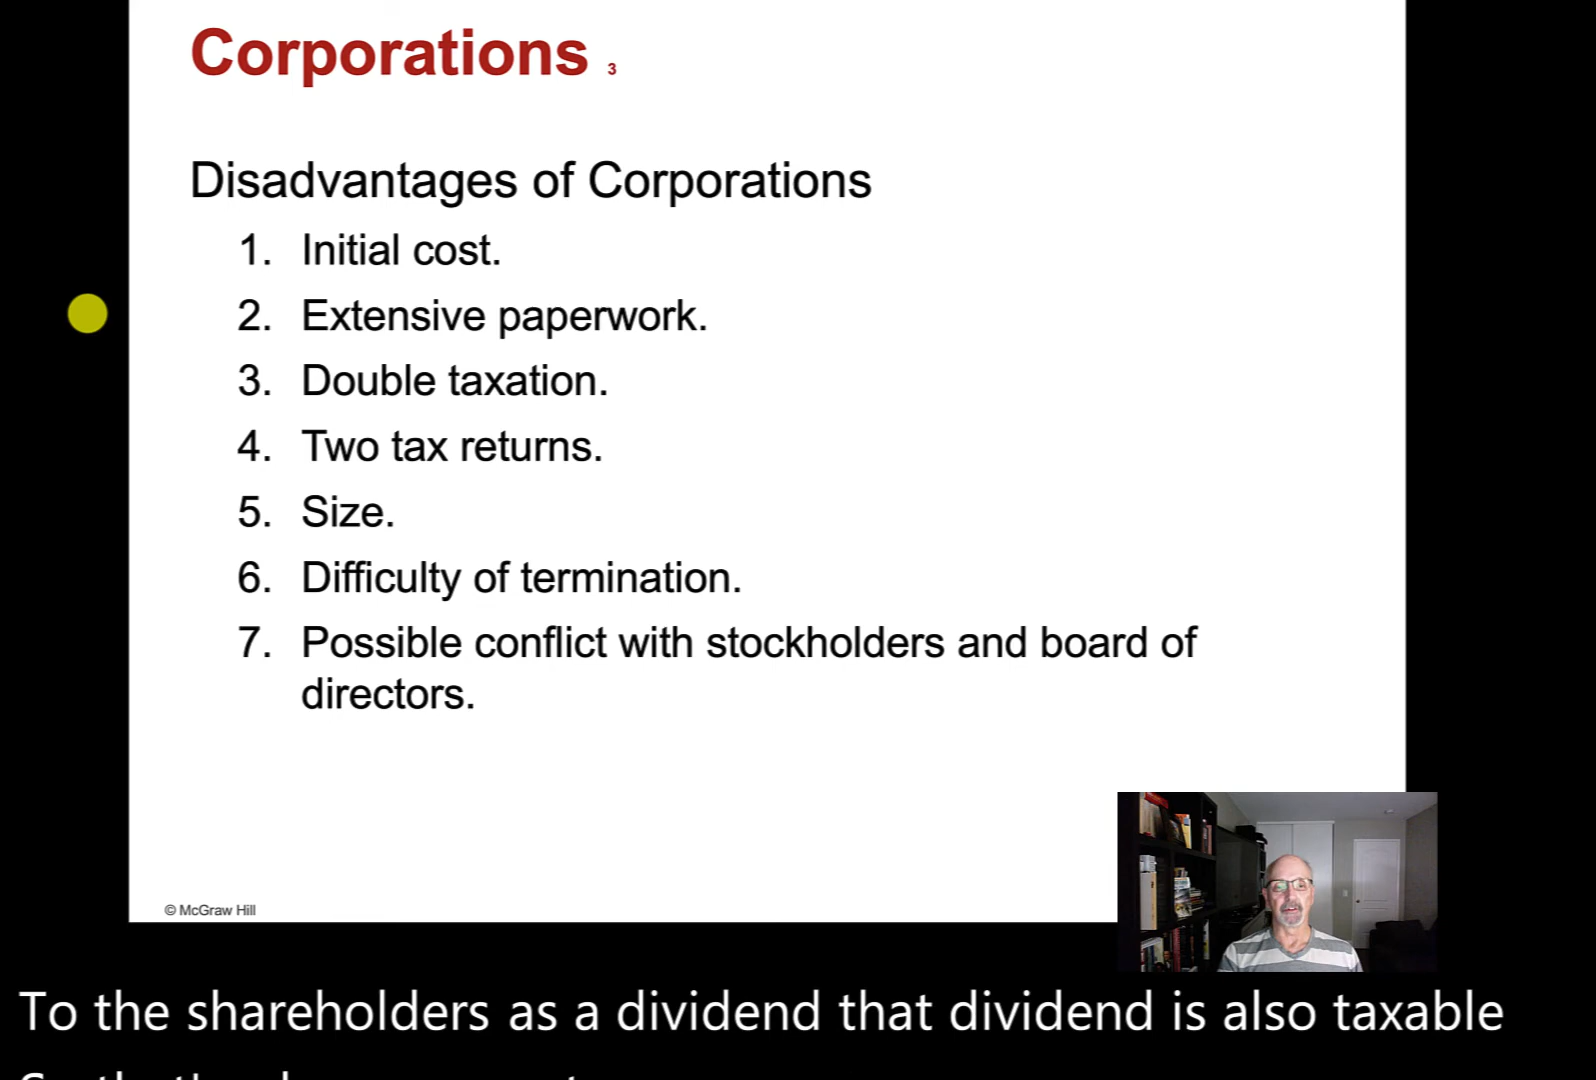 Corporations 3
Disadvantages of Corporations
1. Initial cost.
2. Extensive paperwork.
3. Double taxation.
4. Two tax returns.
5. Size.
6. Difficulty of termination.
7. Possible conflict with stockholders and board of
directors.
© McGraw Hill
To the shareholders as a dividend that dividend is also taxable